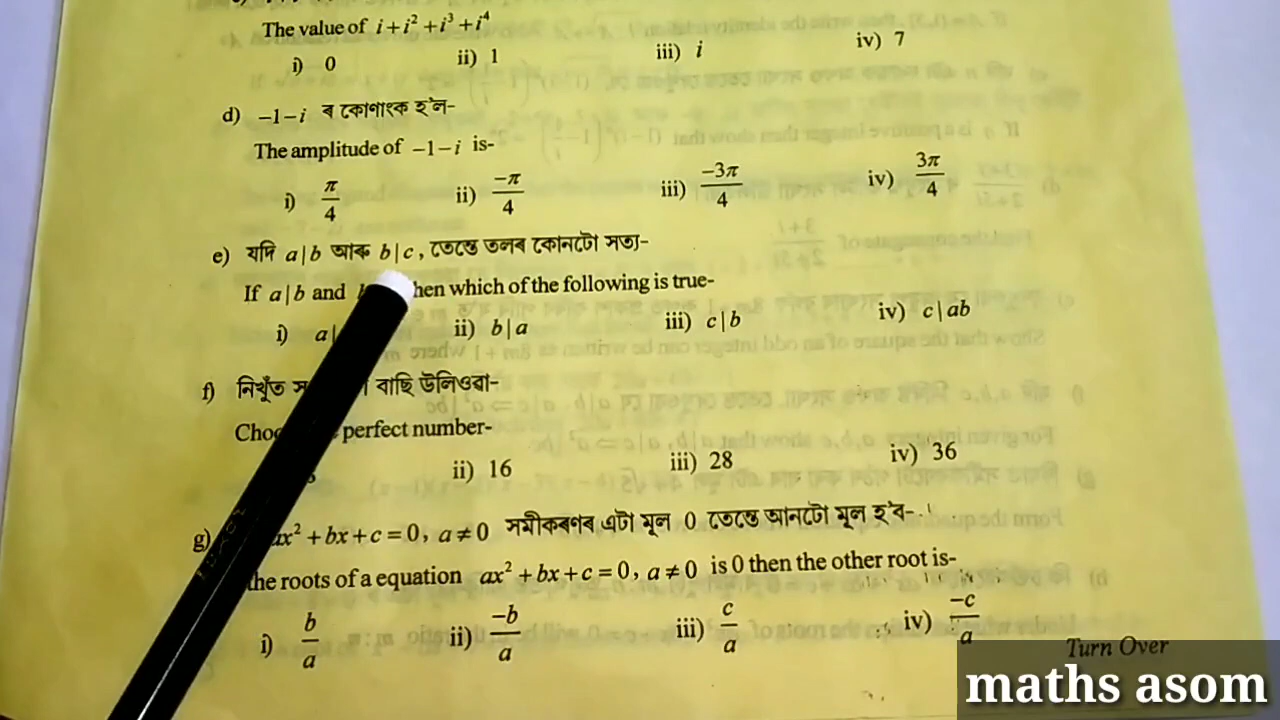 The value of i+i²+i³+i⁴
i) 0 ii) 1 iii) i iv) 7
d) -1-i ৰ কোণাংক হ'ল-
The amplitude of -1-i is-
i) π/4 ii) -π/4 iii) -3π/4 iv) 3π/4
e) যদি a|b আৰু b|c, তেন্তে তলৰ কোনটো সত্য-
If a|b and hen which of the following is true-
i) a| ii) b|a iii) c|b iv) c|ab
f) নিখুঁত স বাছি উলিওৱা-
Choo perfect number-
ii) 16 iii) 28 iv) 36
g) ax²+bx+c=0, a≠0 সমীকৰণৰ এটা মূল 0 তেন্তে আনটো মূল হ'ব-
the roots of a equation ax²+bx+c=0, a≠0 is 0 then the other root is-
i) b/a ii) -b/a iii) c/a iv) -c/a
Turn Over
maths asom